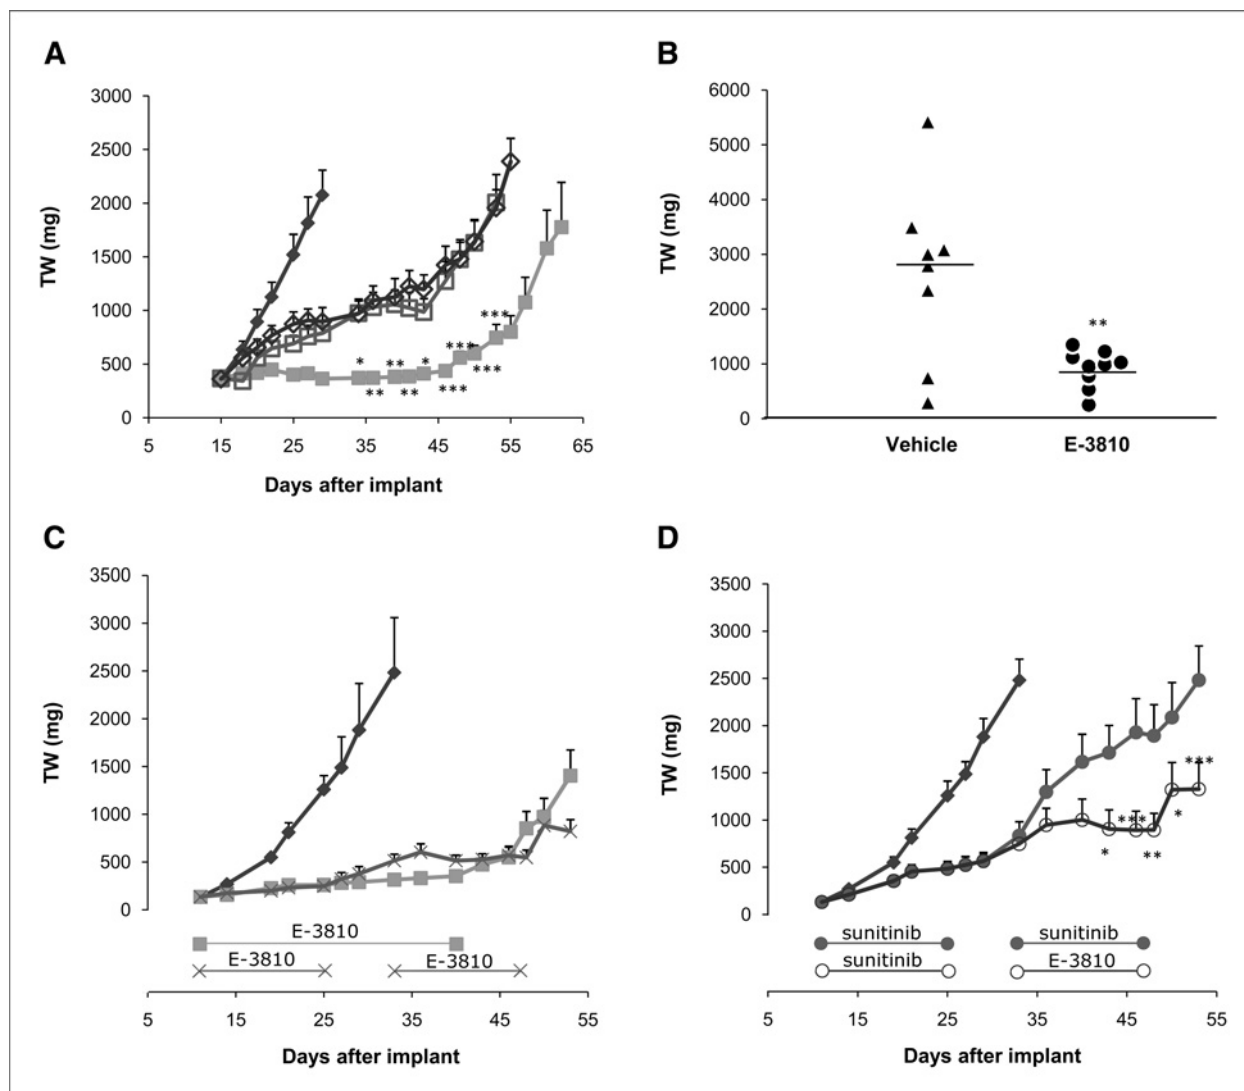 A
3000
2500
2000
1500
1000
500
0
TW (mg)
* ** ** ** * *** *** *** ***
5 15 25 35 45 55 65
Days after implant
B
6000
5000
4000
3000
2000
1000
0
TW (mg)
**
Vehicle E-3810
C
3500
3000
2500
2000
1500
1000
500
0
TW (mg)
E-3810
E-3810 E-3810
5 15 25 35 45 55
Days after implant
D
3500
3000
2500
2000
1500
1000
500
0
TW (mg)
* *** ** * ***
sunitinib sunitinib
sunitinib E-3810
5 15 25 35 45 55
Days after implant